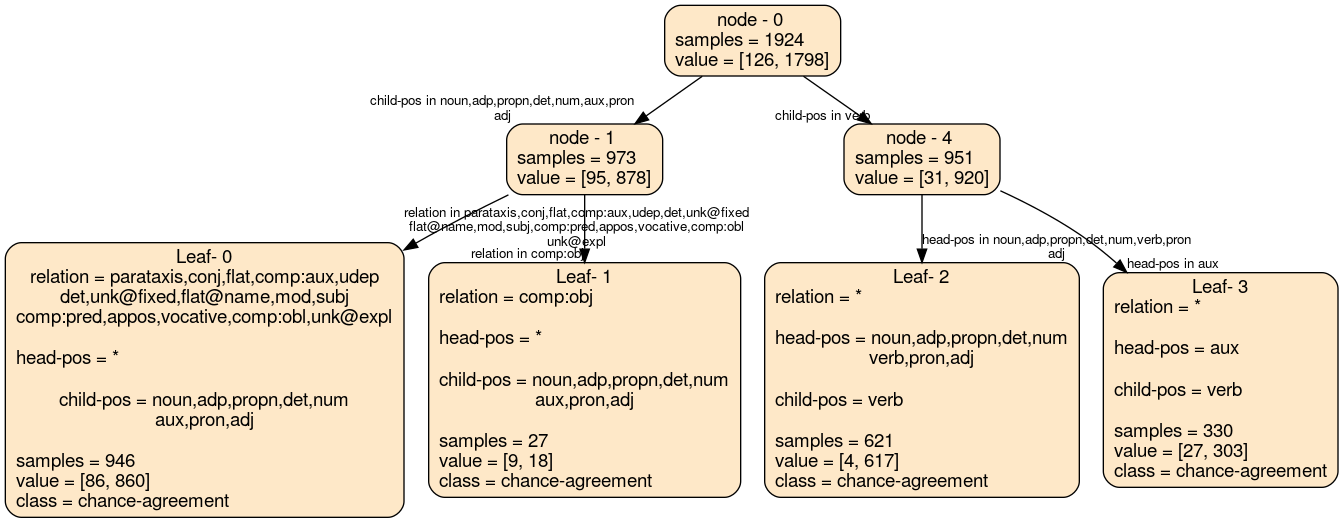 node - 0
samples = 1924
value = [126, 1798]
child-pos in noun,adp,propn,det,num,aux,pron
adj
child-pos in verb
node - 1
samples = 973
value = [95, 878]
node - 4
samples = 951
value = [31, 920]
relation in parataxis,conj,flat,comp:aux,udep,det,unk@fixed
flat@name,mod,subj,comp:pred,appos,vocative,comp:obl
unk@expl
relation in comp:obj
head-pos in noun,adp,propn,det,num,verb,pron
adj
head-pos in aux
Leaf- 0
relation = parataxis,conj,flat,comp:aux,udep
det,unk@fixed,flat@name,mod,subj
comp:pred,appos,vocative,comp:obl,unk@expl
head-pos = *
child-pos = noun,adp,propn,det,num
aux,pron,adj
samples = 946
value = [86, 860]
class = chance-agreement
Leaf- 1
relation = comp:obj
head-pos = *
child-pos = noun,adp,propn,det,num
aux,pron,adj
samples = 27
value = [9, 18]
class = chance-agreement
Leaf- 2
relation = *
head-pos = noun,adp,propn,det,num
verb,pron,adj
child-pos = verb
samples = 621
value = [4, 617]
class = chance-agreement
Leaf- 3
relation = *
head-pos = aux
child-pos = verb
samples = 330
value = [27, 303]
class = chance-agreement